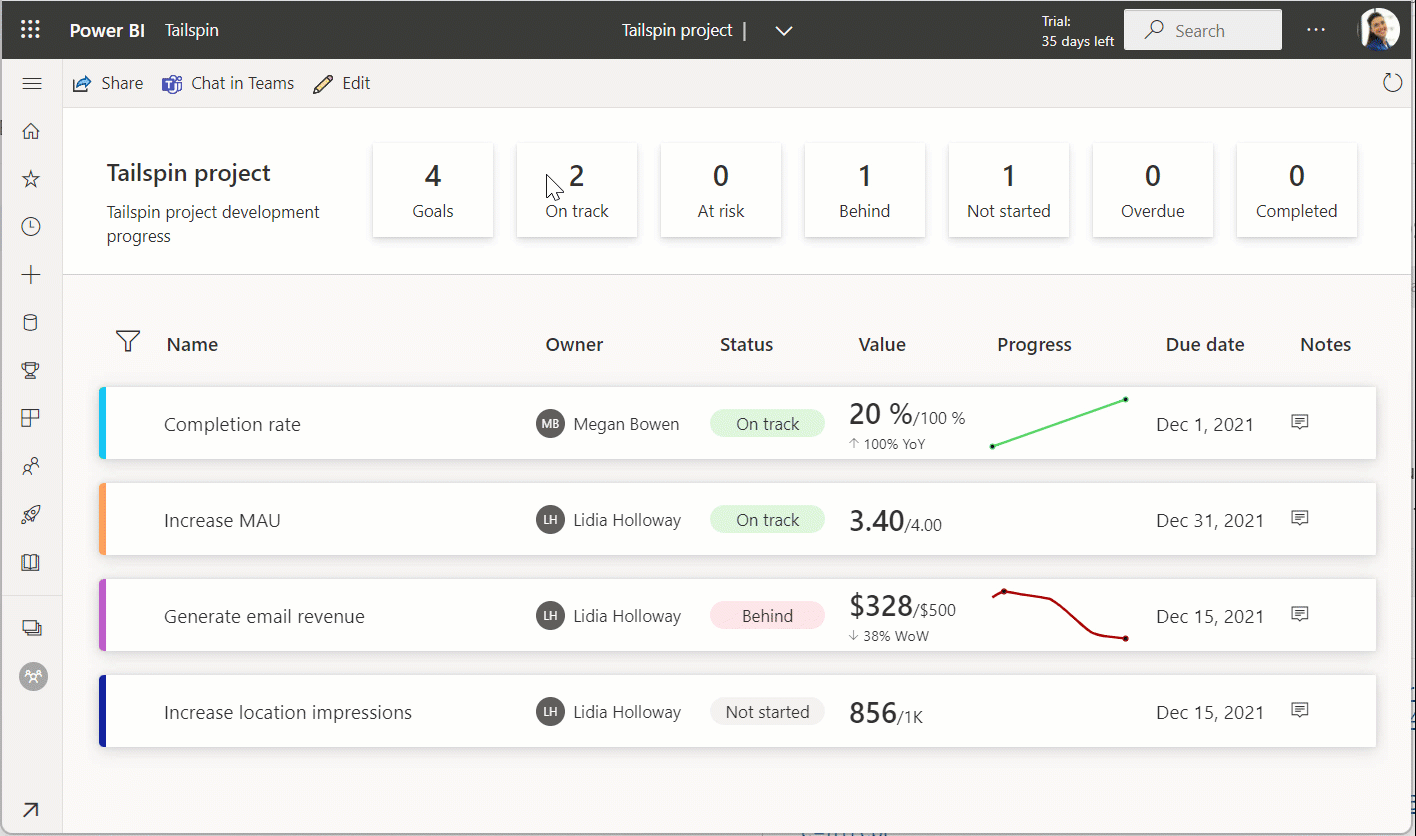 Power BI Tailspin
Tailspin project |
Trial:
35 days left
Search
Share Chat in Teams Edit
Tailspin project
Tailspin project development
progress
4 2 0 1 1 0 0
Goals On track At risk Behind Not started Overdue Completed
Name Owner Status Value Progress Due date Notes
Completion rate MB Megan Bowen On track 20 %/100 % Dec 1, 2021
↑ 100% YoY
Increase MAU LH Lidia Holloway On track 3.40/4.00 Dec 31, 2021
Generate email revenue LH Lidia Holloway Behind $328/$500 Dec 15, 2021
↓ 38% WoW
Increase location impressions LH Lidia Holloway Not started 856/1K Dec 15, 2021